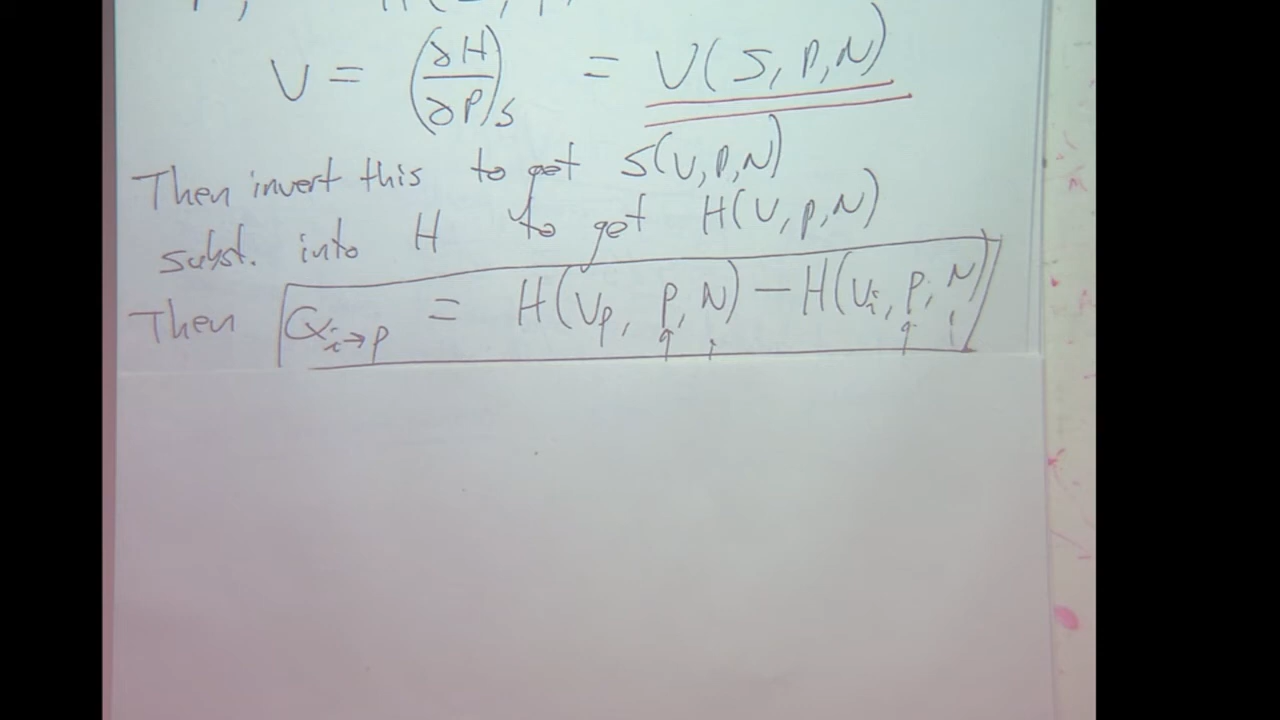 V = (∂H/∂P)_S = V(S, P, N)
Then invert this to get S(V, P, N)
subst. into H to get H(V, P, N)
Then Q_{i→p} = H(V_p, P, N) − H(V_i, P, N)